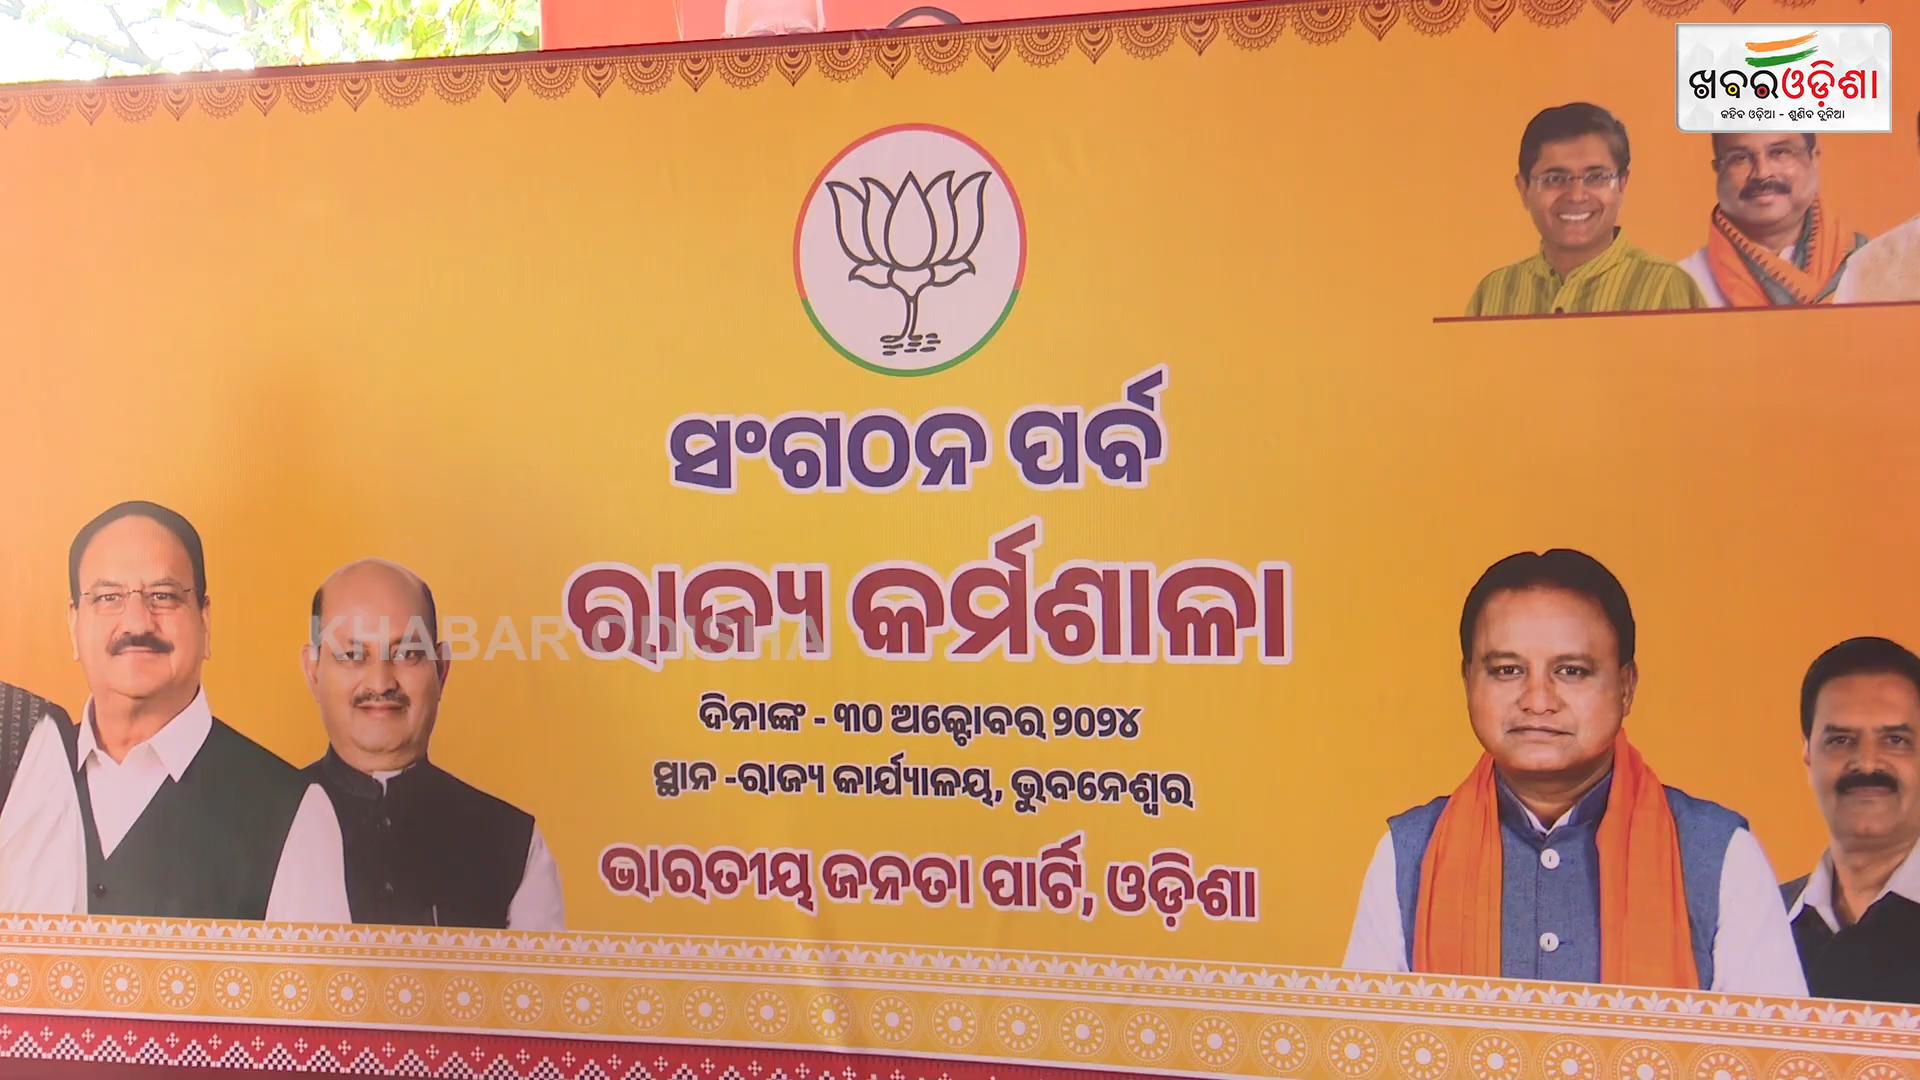 ଖବରଓଡ଼ିଶା
କହିବ ଓଡ଼ିଆ - ଶୁଣିବ ଦୁନିଆ
ସଂଗଠନ ପର୍ବ
ରାଜ୍ୟ କର୍ମଶାଳା
KHABAR ODISHA
ଦିନାଙ୍କ - ୩୦ ଅକ୍ଟୋବର ୨୦୨୪
ସ୍ଥାନ -ରାଜ୍ୟ କାର୍ଯ୍ୟାଳୟ, ଭୁବନେଶ୍ୱର
ଭାରତୀୟ ଜନତା ପାର୍ଟି, ଓଡ଼ିଶା